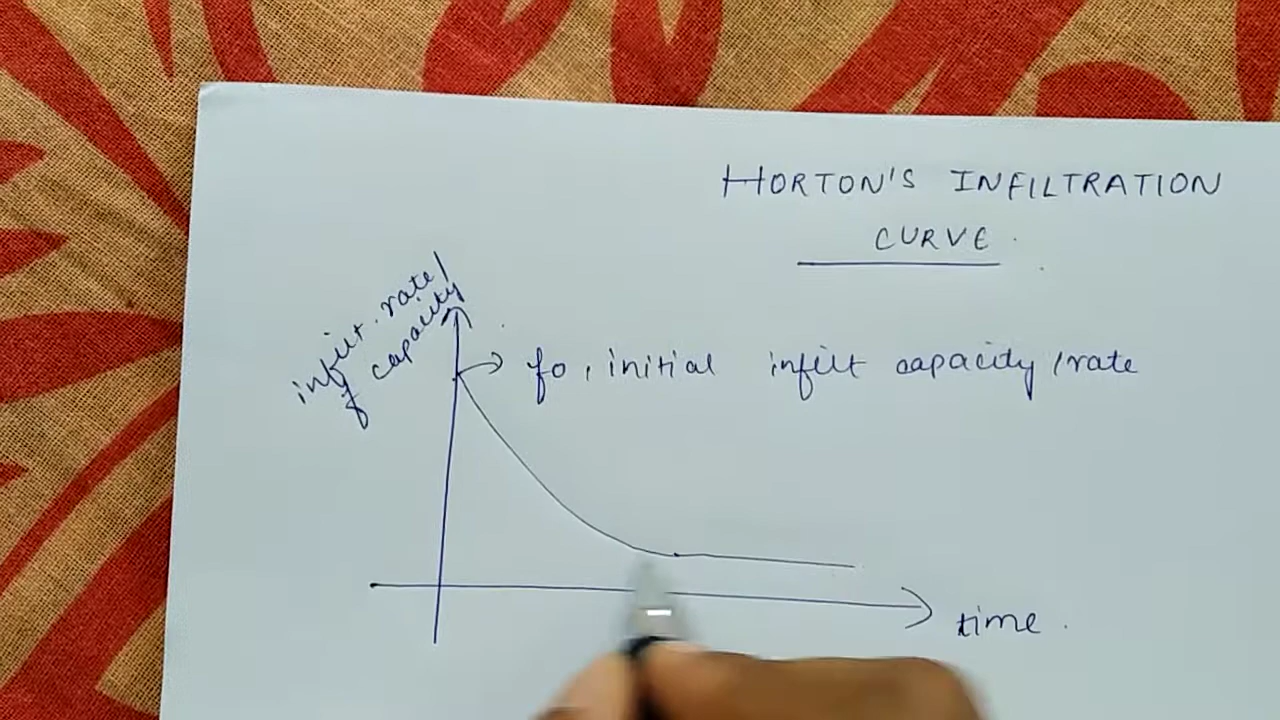 HORTON'S INFILTRATION
CURVE.
infilt. rate/
f capacity
fo, initial infilt capacity/rate
time.